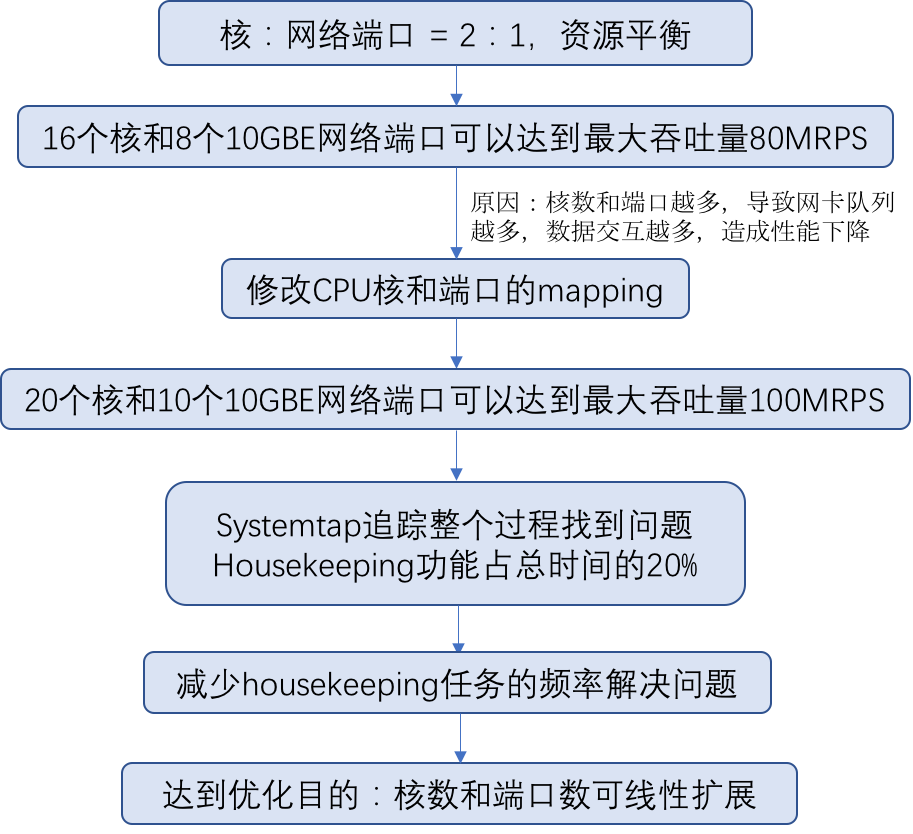 核：网络端口 = 2：1，资源平衡
16个核和8个10GBE网络端口可以达到最大吞吐量80MRPS
原因：核数和端口越多，导致网卡队列
越多，数据交互越多，造成性能下降
修改CPU核和端口的mapping
20个核和10个10GBE网络端口可以达到最大吞吐量100MRPS
Systemtap追踪整个过程找到问题
Housekeeping功能占总时间的20%
减少housekeeping任务的频率解决问题
达到优化目的：核数和端口数可线性扩展